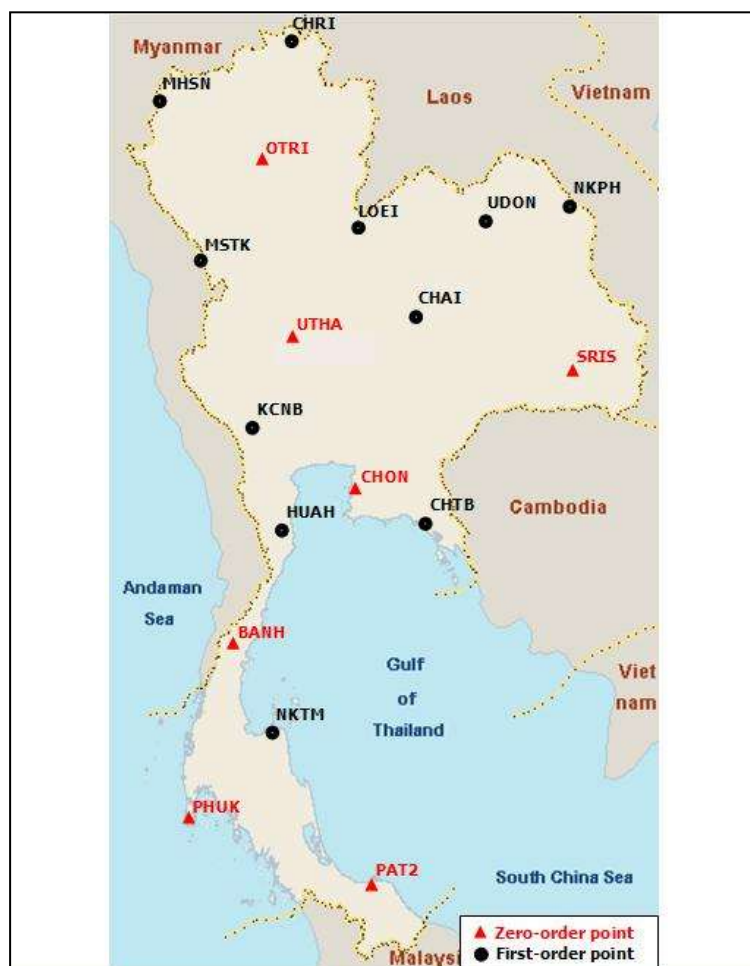 CHRI
Myanmar
MHSN
Laos
Vietnam
OTRI
NKPH
UDON
LOEI
MSTK
CHAI
UTHA
SRIS
KCNB
CHON
HUAH
CHTB
Cambodia
Andaman
Sea
BANH
Gulf
of
Thailand
Viet
nam
NKTM
PHUK
PAT2
South China Sea
Zero-order point
First-order point
Malaysi